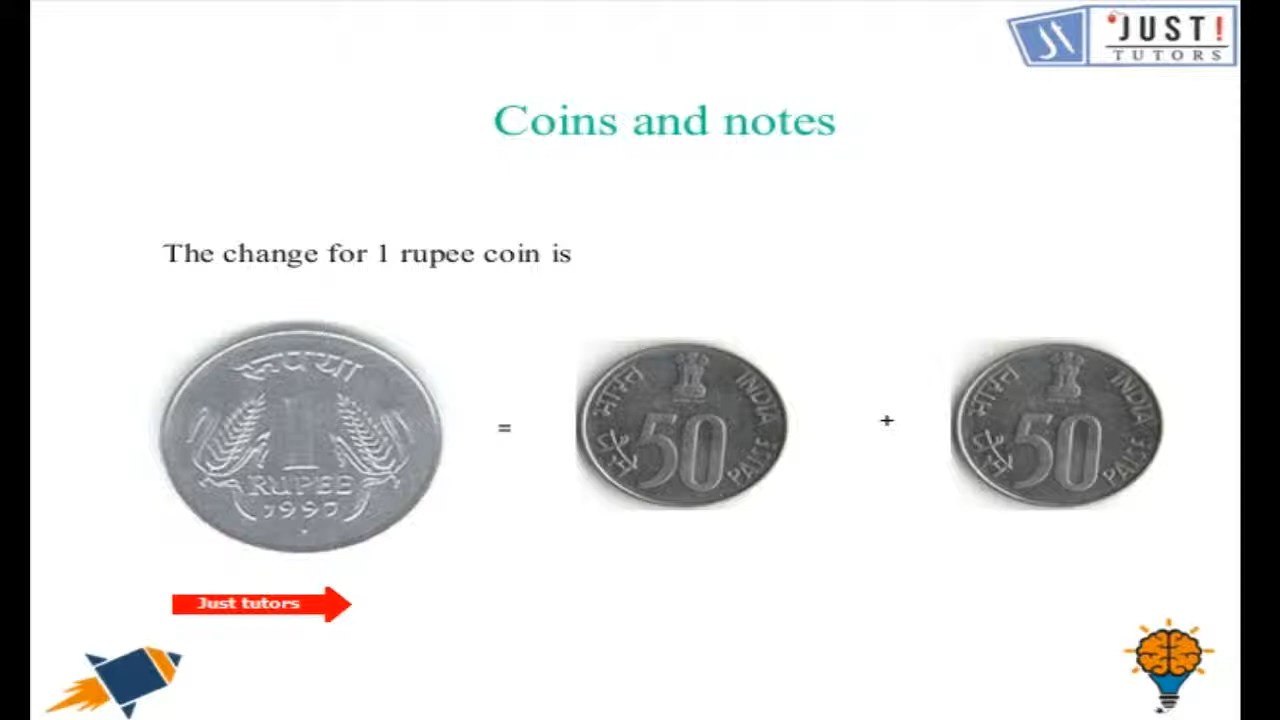 JUST!
TUTORS
Coins and notes
The change for 1 rupee coin is
रूपया
1
RUPEE
1997
=
भारत
INDIA
50
पैसे
PAISE
+
भारत
INDIA
50
पैसे
PAISE
Just tutors